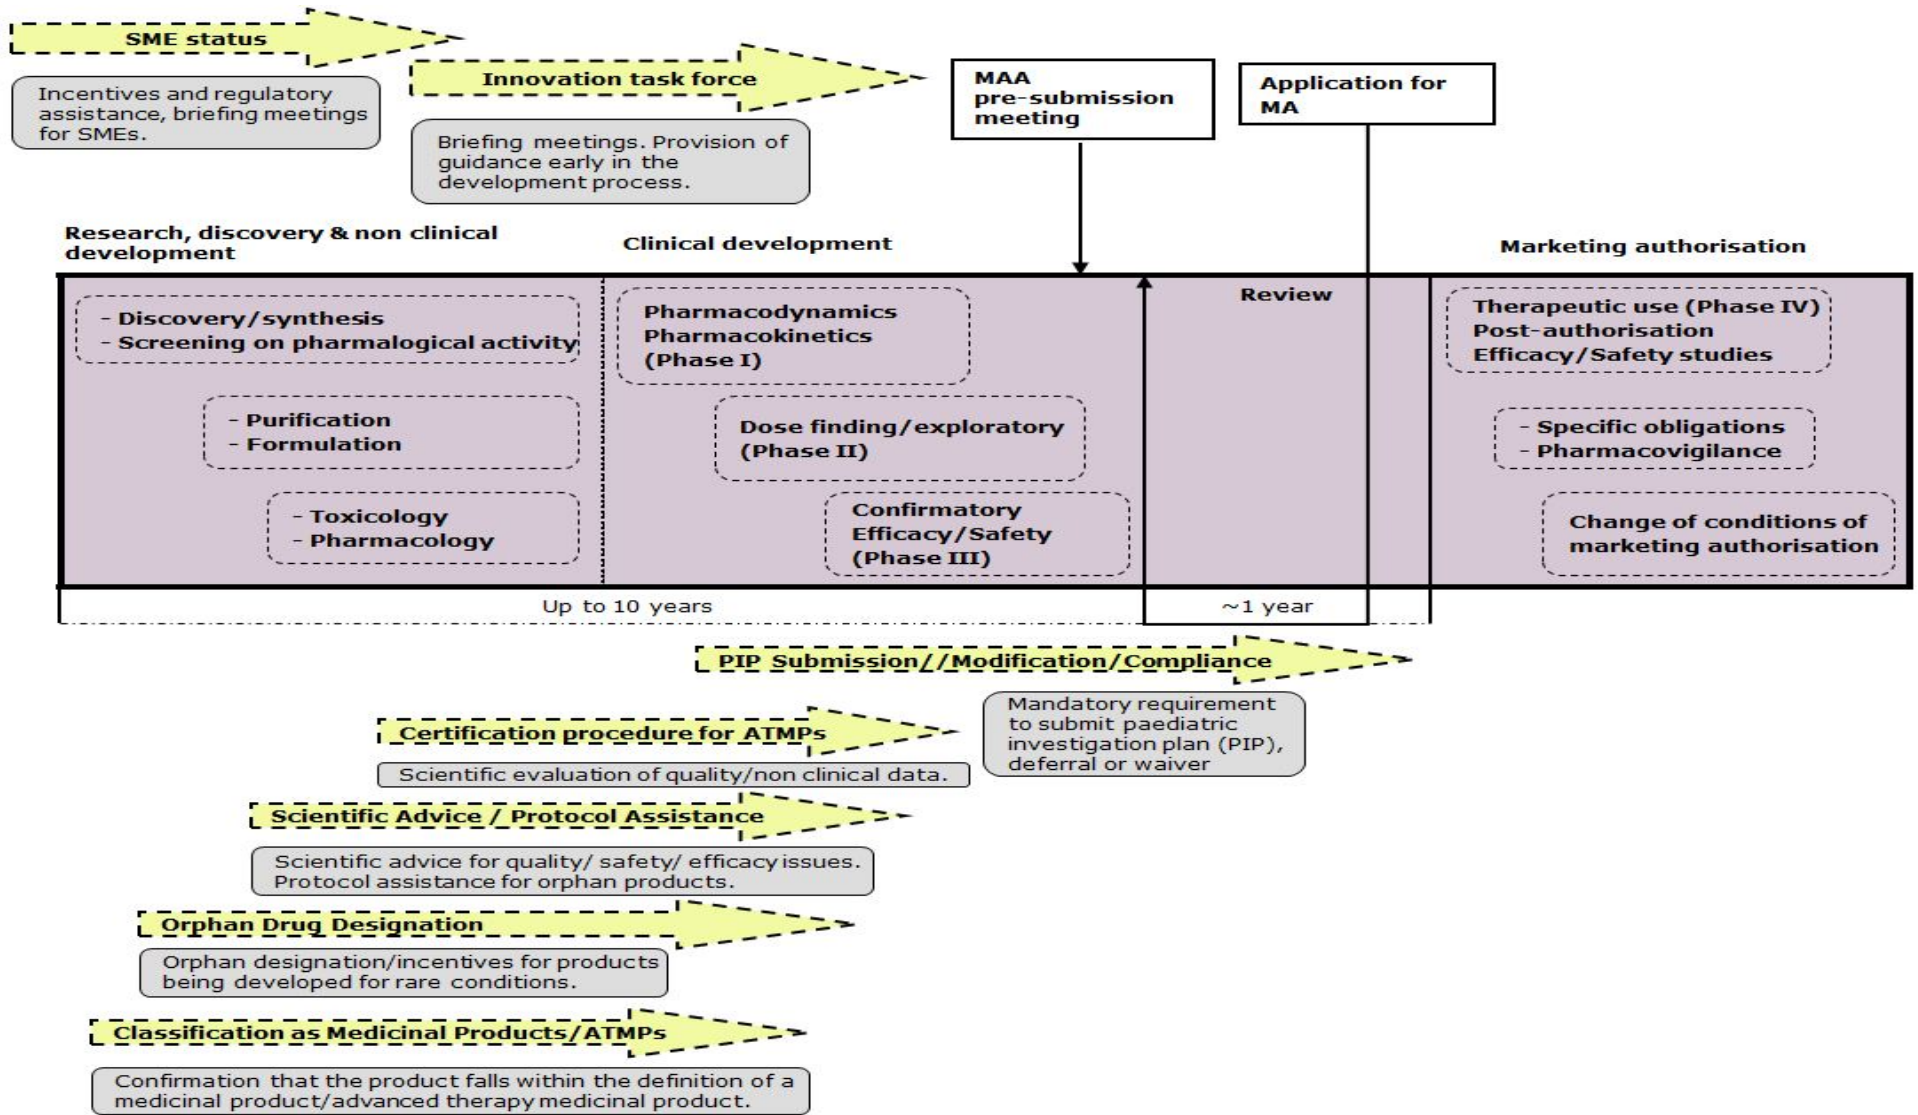 SME status
Incentives and regulatory
assistance, briefing meetings
for SMEs.
Innovation task force
Briefing meetings. Provision of
guidance early in the
development process.
MAA
pre-submission
meeting
Application for
MA
Research, discovery & non clinical
development
Clinical development
Marketing authorisation
- Discovery/synthesis
- Screening on pharmalogical activity
- Purification
- Formulation
- Toxicology
- Pharmacology
Pharmacodynamics
Pharmacokinetics
(Phase I)
Dose finding/exploratory
(Phase II)
Confirmatory
Efficacy/Safety
(Phase III)
Review
Therapeutic use (Phase IV)
Post-authorisation
Efficacy/Safety studies
- Specific obligations
- Pharmacovigilance
Change of conditions of
marketing authorisation
Up to 10 years
~1 year
PIP Submission//Modification/Compliance
Mandatory requirement
to submit paediatric
investigation plan (PIP),
deferral or waiver
Certification procedure for ATMPs
Scientific evaluation of quality/non clinical data.
Scientific Advice / Protocol Assistance
Scientific advice for quality/ safety/ efficacy issues.
Protocol assistance for orphan products.
Orphan Drug Designation
Orphan designation/incentives for products
being developed for rare conditions.
Classification as Medicinal Products/ATMPs
Confirmation that the product falls within the definition of a
medicinal product/advanced therapy medicinal product.